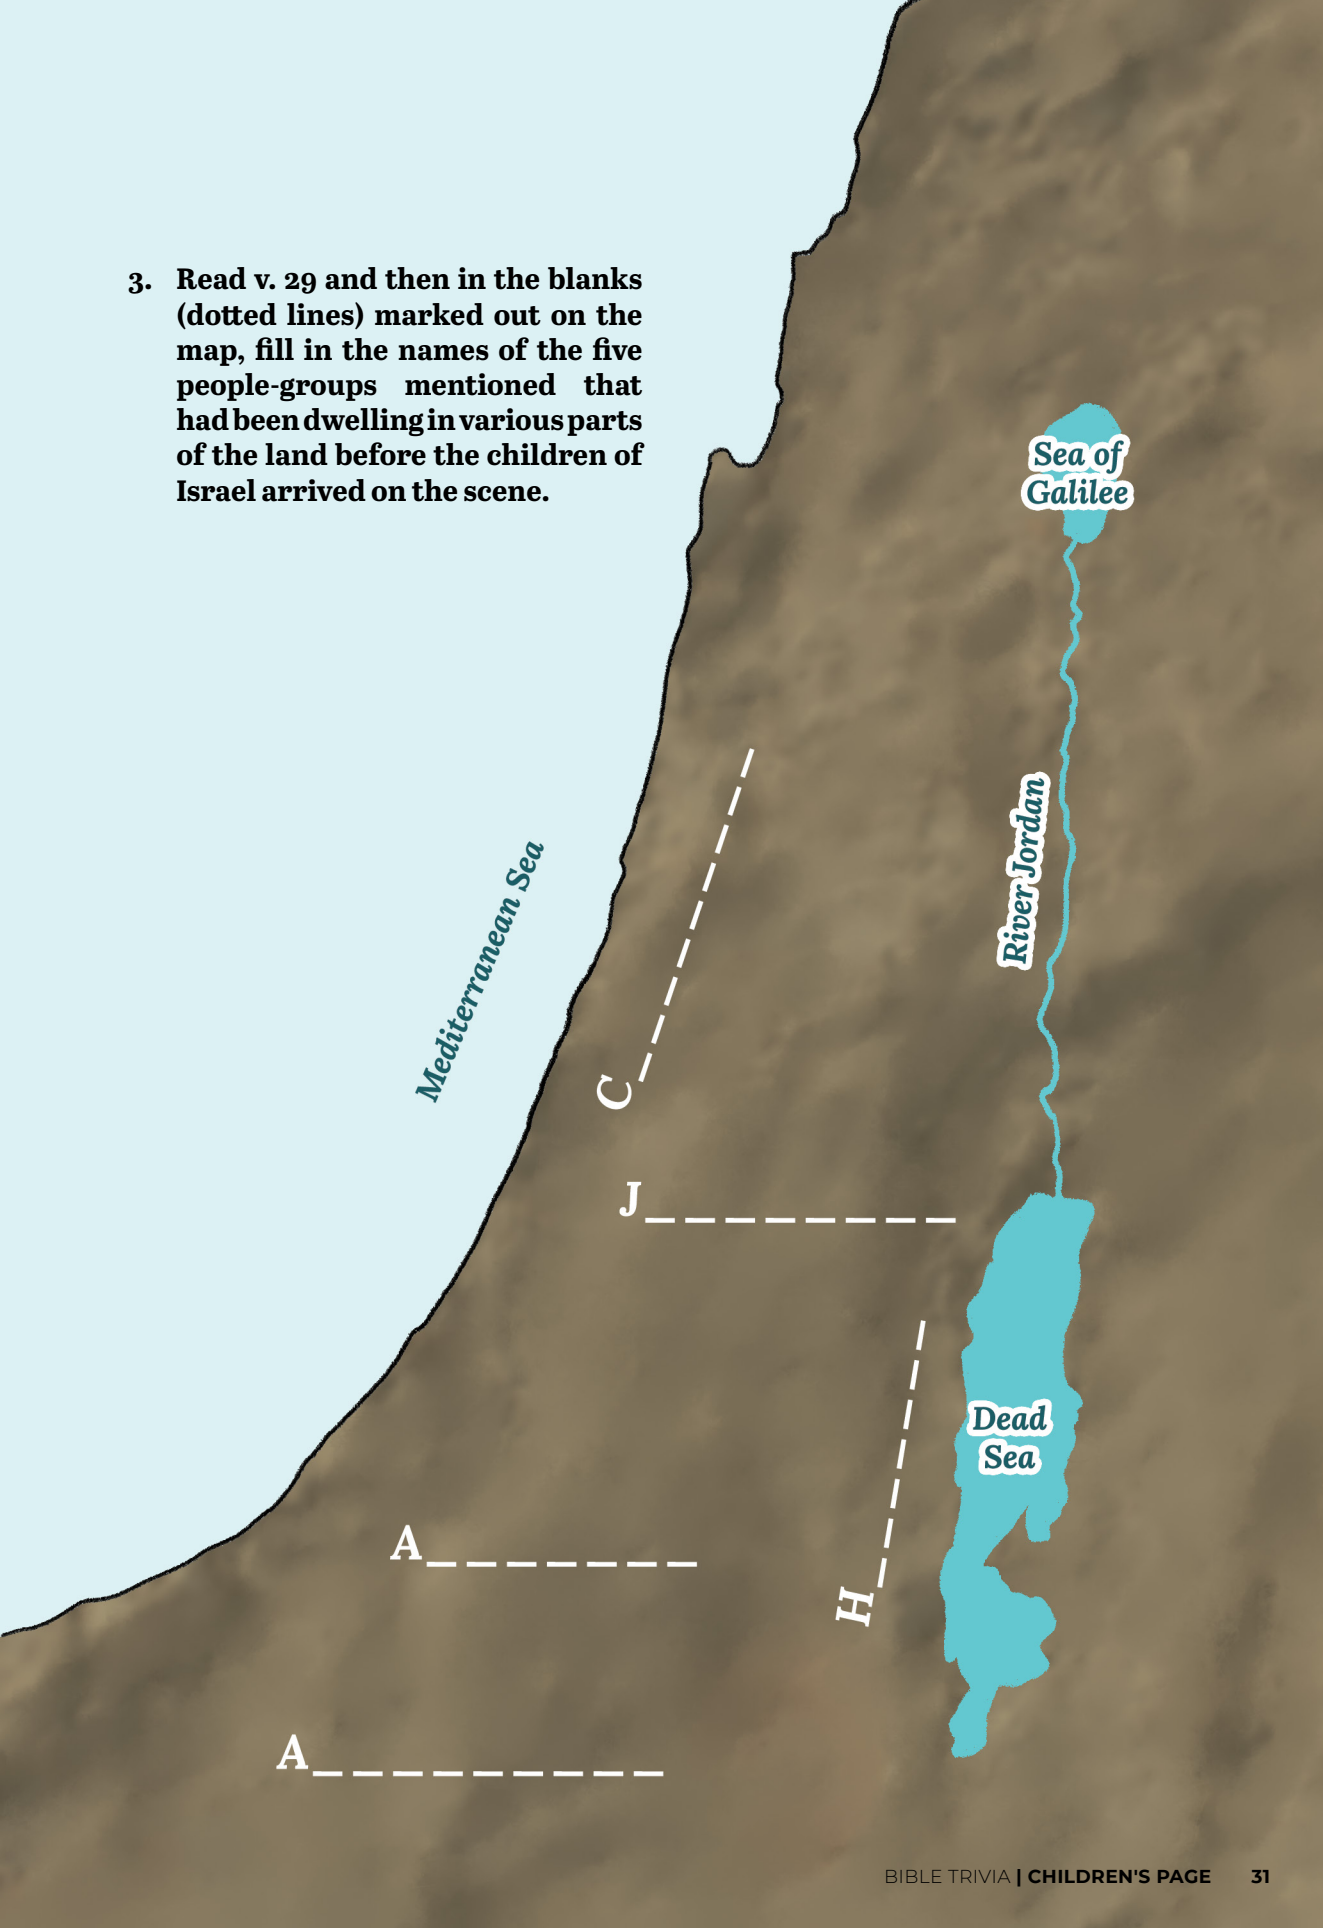 3. Read v. 29 and then in the blanks
(dotted lines) marked out on the
map, fill in the names of the five
people-groups mentioned that
had been dwelling in various parts
of the land before the children of
Israel arrived on the scene.
Sea of
Galilee
River Jordan
Mediterranean Sea
C
J
Dead
Sea
A
H
A
BIBLE TRIVIA | CHILDREN'S PAGE 31